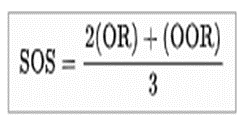 SOS = 2(OR) + (OOR) / 3